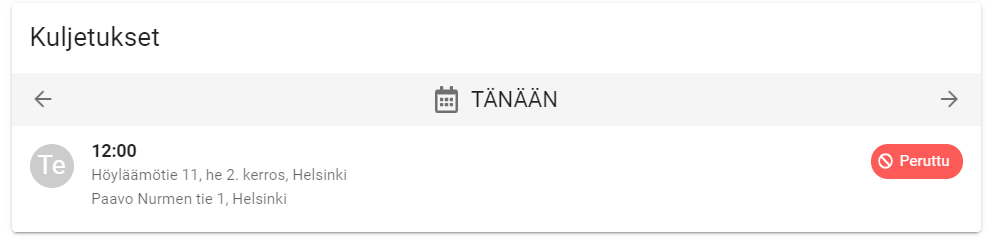 Kuljetukset
TÄNÄÄN
Te
12:00
Höyläämötie 11, he 2. kerros, Helsinki
Paavo Nurmen tie 1, Helsinki
Peruttu